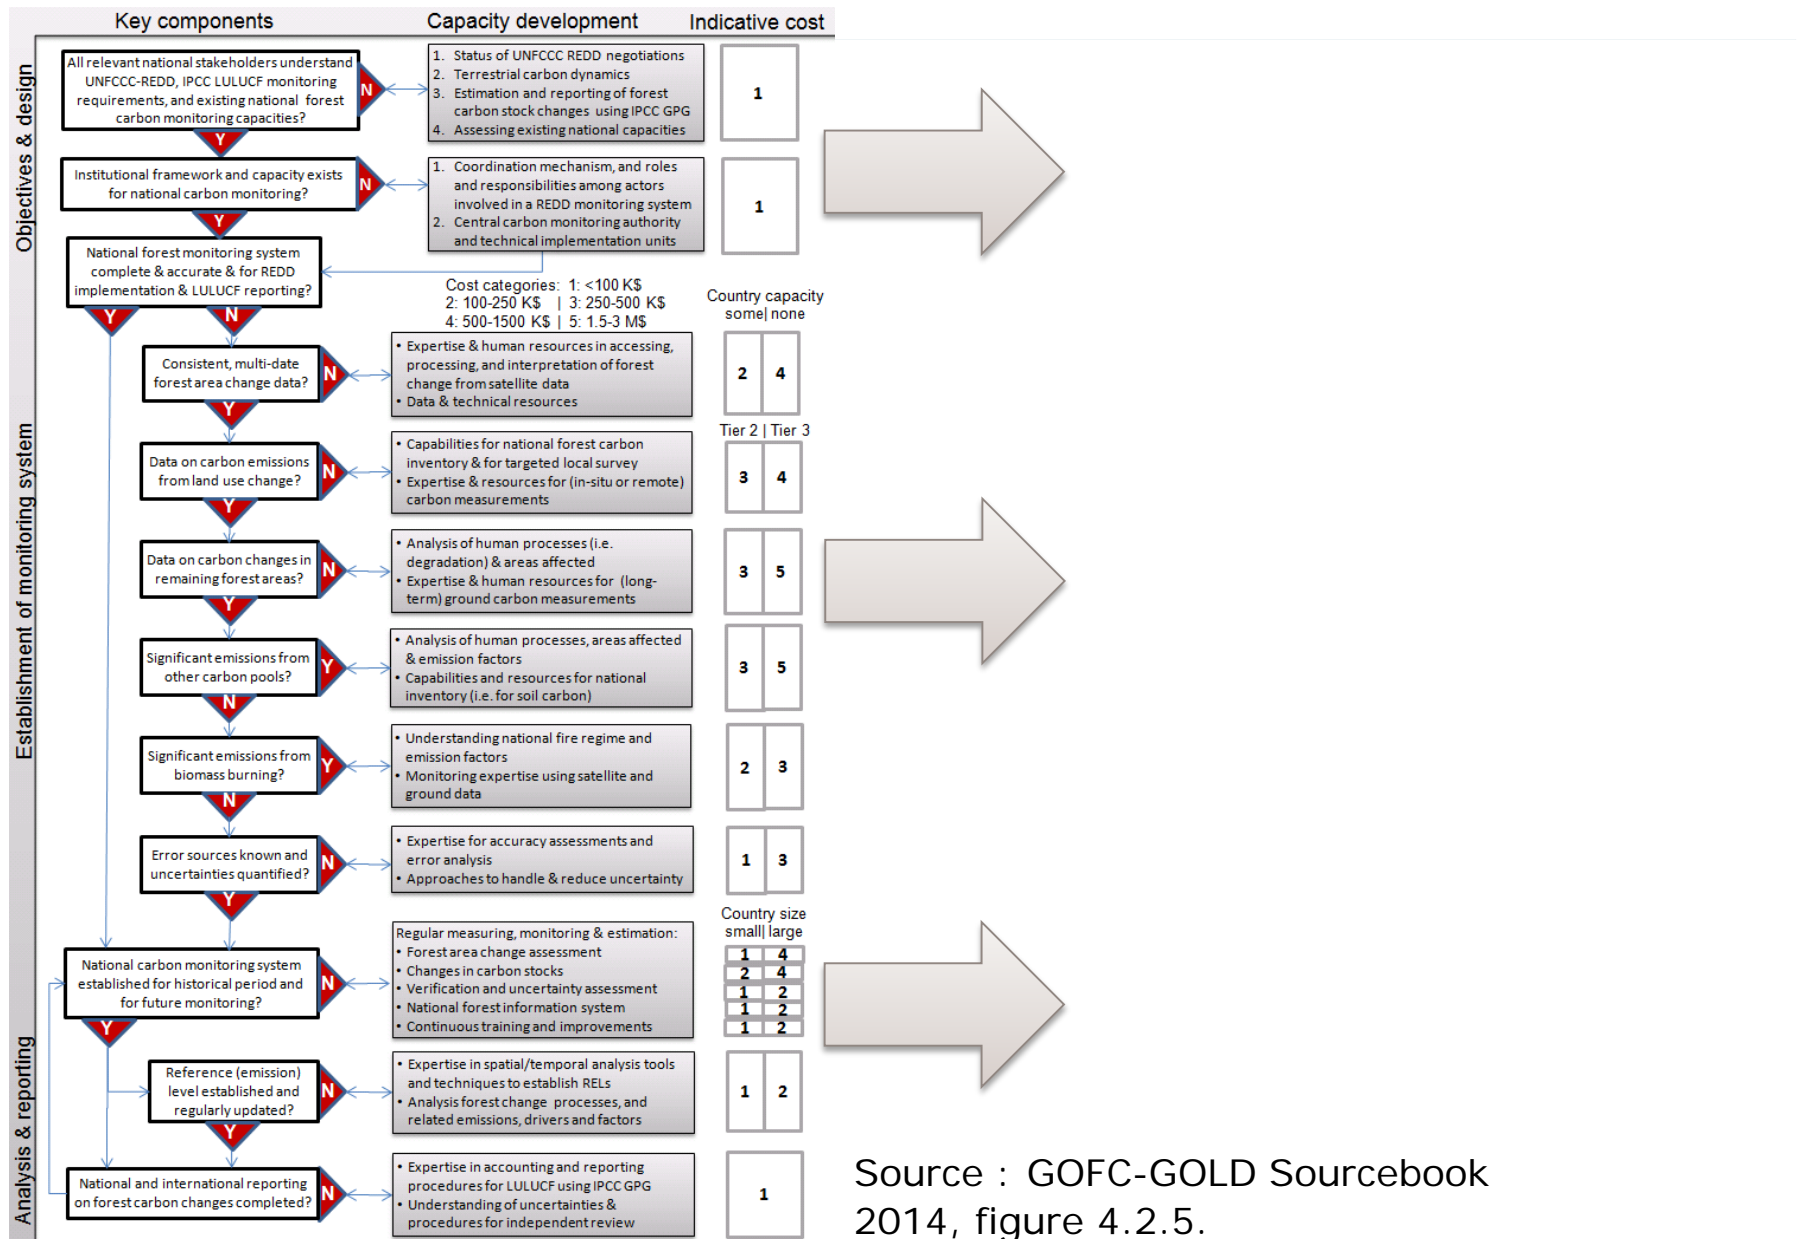 Key components
Capacity development
Indicative cost
Objectives & design
All relevant national stakeholders understand
UNFCCC-REDD, IPCC LULUCF monitoring
requirements, and existing national forest
carbon monitoring capacities?
N
Y
1. Status of UNFCCC REDD negotiations
2. Terrestrial carbon dynamics
3. Estimation and reporting of forest
carbon stock changes using IPCC GPG
4. Assessing existing national capacities
1
Institutional framework and capacity exists
for national carbon monitoring?
N
Y
1. Coordination mechanism, and roles
and responsibilities among actors
involved in a REDD monitoring system
2. Central carbon monitoring authority
and technical implementation units
1
National forest monitoring system
complete & accurate & for REDD
implementation & LULUCF reporting?
Y
N
Cost categories: 1: <100 K$
2: 100-250 K$ | 3: 250-500 K$
4: 500-1500 K$ | 5: 1.5-3 M$
Country capacity
some| none
Establishment of monitoring system
Consistent, multi-date
forest area change data?
N
Y
• Expertise & human resources in accessing,
processing, and interpretation of forest
change from satellite data
• Data & technical resources
2 4
Tier 2 | Tier 3
Data on carbon emissions
from land use change?
N
Y
• Capabilities for national forest carbon
inventory & for targeted local survey
• Expertise & resources for (in-situ or remote)
carbon measurements
3 4
Data on carbon changes in
remaining forest areas?
N
Y
• Analysis of human processes (i.e.
degradation) & areas affected
• Expertise & human resources for (long-
term) ground carbon measurements
3 5
Significant emissions from
other carbon pools?
Y
N
• Analysis of human processes, areas affected
& emission factors
• Capabilities and resources for national
inventory (i.e. for soil carbon)
3 5
Significant emissions from
biomass burning?
Y
N
• Understanding national fire regime and
emission factors
• Monitoring expertise using satellite and
ground data
2 3
Error sources known and
uncertainties quantified?
N
Y
• Expertise for accuracy assessments and
error analysis
• Approaches to handle & reduce uncertainty
1 3
Country size
small| large
Analysis & reporting
National carbon monitoring system
established for historical period and
for future monitoring?
N
Y
Regular measuring, monitoring & estimation:
• Forest area change assessment
• Changes in carbon stocks
• Verification and uncertainty assessment
• National forest information system
• Continuous training and improvements
1 4
2 4
1 2
1 2
1 2
Reference (emission)
level established and
regularly updated?
N
Y
• Expertise in spatial/temporal analysis tools
and techniques to establish RELs
• Analysis forest change processes, and
related emissions, drivers and factors
1 2
National and international reporting
on forest carbon changes completed?
N
• Expertise in accounting and reporting
procedures for LULUCF using IPCC GPG
• Understanding of uncertainties &
procedures for independent review
1
Source : GOFC-GOLD Sourcebook
2014, figure 4.2.5.